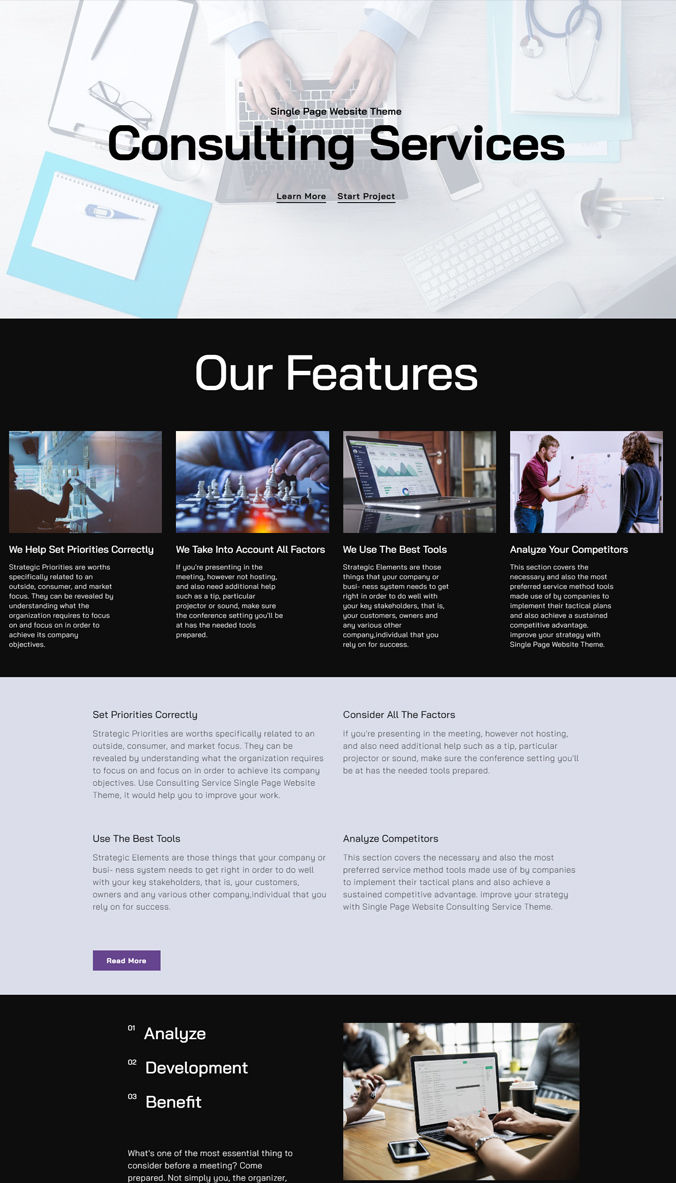 Single Page Website Theme
Consulting Services
Learn More Start Project
Our Features
We Help Set Priorities Correctly
Strategic Priorities are worths
specifically related to an
outside, consumer, and market
focus. They can be revealed by
understanding what the
organization requires to focus
on and focus on in order to
achieve its company
objectives.
We Take Into Account All Factors
If you're presenting in the
meeting, however not hosting,
and also need additional help
such as a tip, particular
projector or sound, make sure
the conference setting you'll be
at has the needed tools
prepared.
We Use The Best Tools
Strategic Elements are those
things that your company or
busi- ness system needs to get
right in order to do well with
your key stakeholders, that is,
your customers, owners and
any various other
company,individual that you
rely on for success.
Analyze Your Competitors
This section covers the
necessary and also the most
preferred service method tools
made use of by companies to
implement their tactical plans
and also achieve a sustained
competitive advantage.
improve your strategy with
Single Page Website Theme.
Set Priorities Correctly
Strategic Priorities are worths specifically related to an
outside, consumer, and market focus. They can be
revealed by understanding what the organization requires
to focus on and focus on in order to achieve its company
objectives. Use Consulting Service Single Page Website
Theme, it would help you to improve your work.
Consider All The Factors
If you're presenting in the meeting, however not hosting,
and also need additional help such as a tip, particular
projector or sound, make sure the conference setting you'll
be at has the needed tools prepared.
Use The Best Tools
Strategic Elements are those things that your company or
busi- ness system needs to get right in order to do well
with your key stakeholders, that is, your customers,
owners and any various other company,individual that you
rely on for success.
Analyze Competitors
This section covers the necessary and also the most
preferred service method tools made use of by companies
to implement their tactical plans and also achieve a
sustained competitive advantage. improve your strategy
with Single Page Website Consulting Service Theme.
Read More
01 Analyze
02 Development
03 Benefit
What's one of the most essential thing to
consider before a meeting? Come
prepared. Not simply you, the organizer,